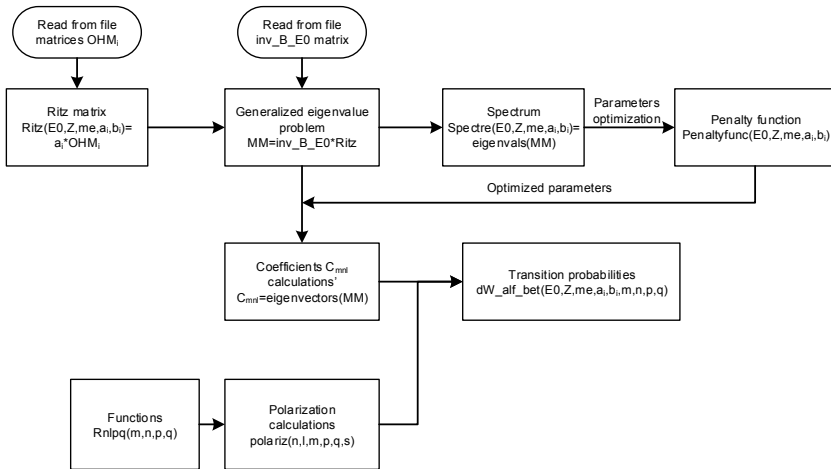 Read from file
matrices OHMᵢ
Read from file
inv_B_E0 matrix
Ritz matrix
Ritz(E0,Z,me,aᵢ,bᵢ)=
aᵢ*OHMᵢ
Generalized eigenvalue
problem
MM=inv_B_E0*Ritz
Spectrum
Spectre(E0,Z,me,aᵢ,bᵢ)=
eigenvals(MM)
Parameters
optimization
Penalty function
Penaltyfunc(E0,Z,me,aᵢ,bᵢ)
Optimized parameters
Coefficients Cₘₙₗ
calculations’
Cₘₙₗ=eigenvectors(MM)
Transition probabilities
dW_alf_bet(E0,Z,me,aᵢ,bᵢ,m,n,p,q)
Functions
Rnlpq(m,n,p,q)
Polarization
calculations
polariz(n,l,m,p,q,s)